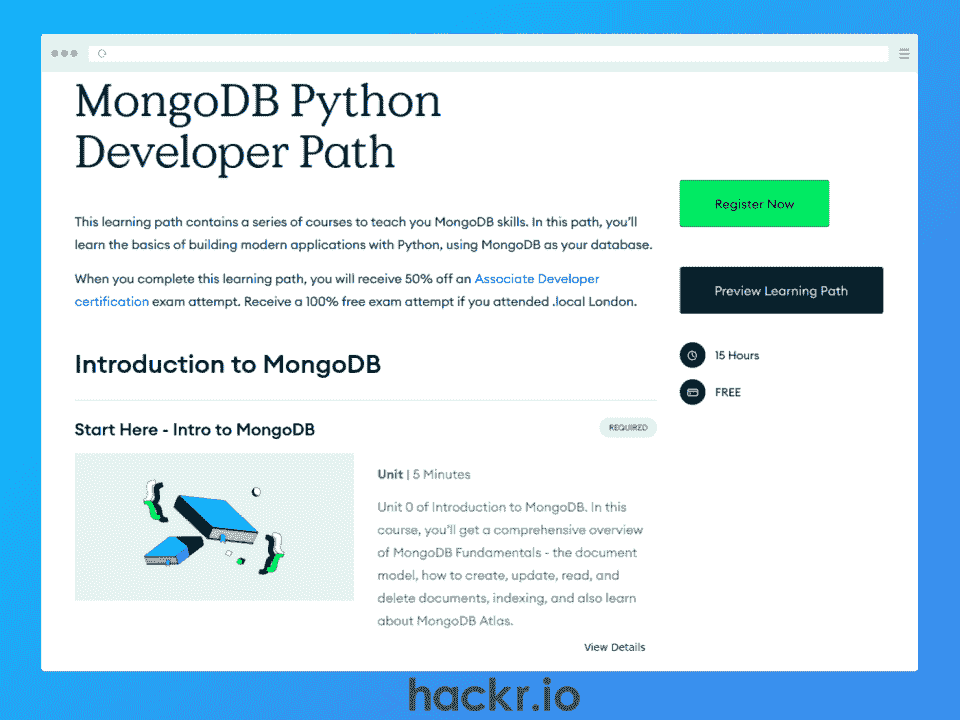 MongoDB Python
Developer Path
This learning path contains a series of courses to teach you MongoDB skills. In this path, you'll
learn the basics of building modern applications with Python, using MongoDB as your database.
When you complete this learning path, you will receive 50% off an Associate Developer
certification exam attempt. Receive a 100% free exam attempt if you attended .local London.
Register Now
Preview Learning Path
15 Hours
FREE
Introduction to MongoDB
Start Here - Intro to MongoDB
REQUIRED
Unit | 5 Minutes
Unit 0 of Introduction to MongoDB. In this
course, you'll get a comprehensive overview
of MongoDB Fundamentals - the document
model, how to create, update, read, and
delete documents, indexing, and also learn
about MongoDB Atlas.
View Details
hackr.io